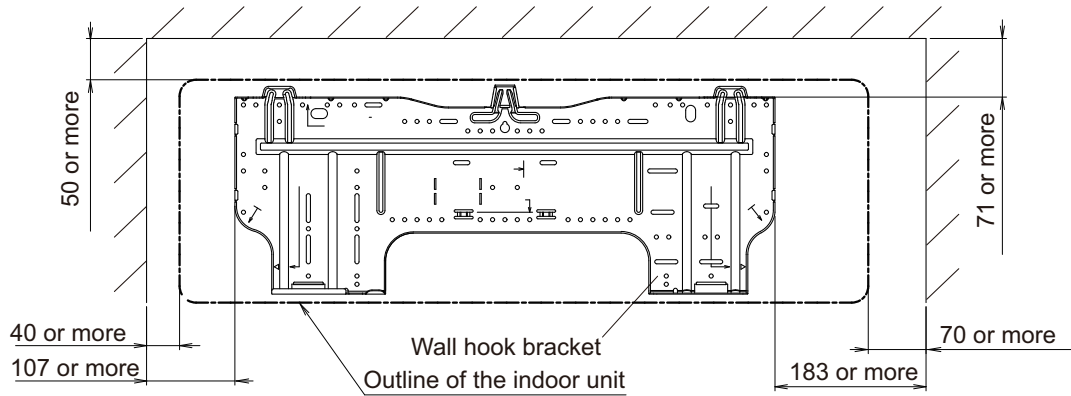 50 or more
71 or more
40 or more
107 or more
Wall hook bracket
Outline of the indoor unit
70 or more
183 or more